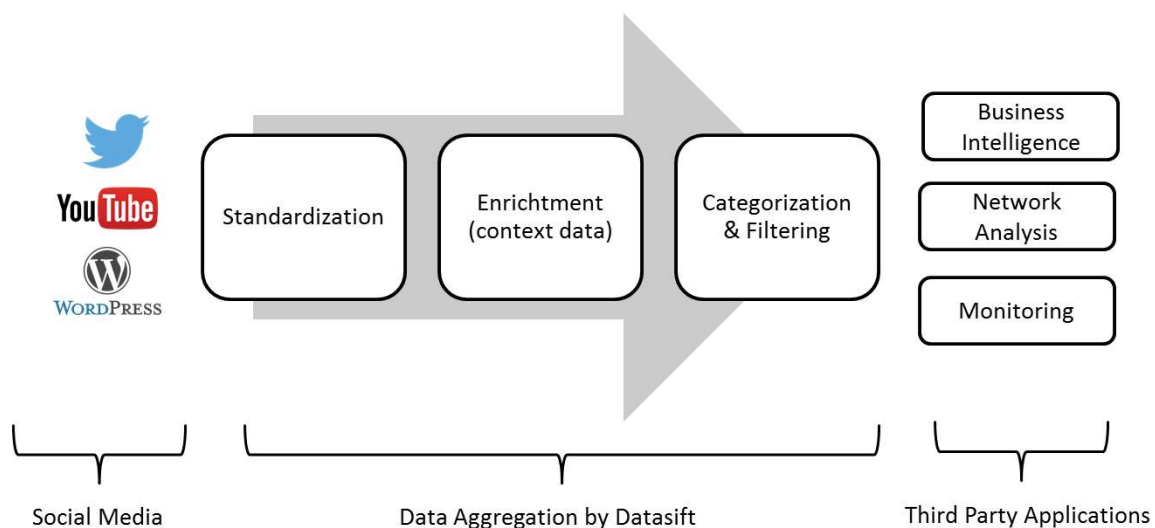 YouTube
WORDPRESS
Standardization
Enrichtment
(context data)
Categorization
& Filtering
Business
Intelligence
Network
Analysis
Monitoring
Social Media
Data Aggregation by Datasift
Third Party Applications